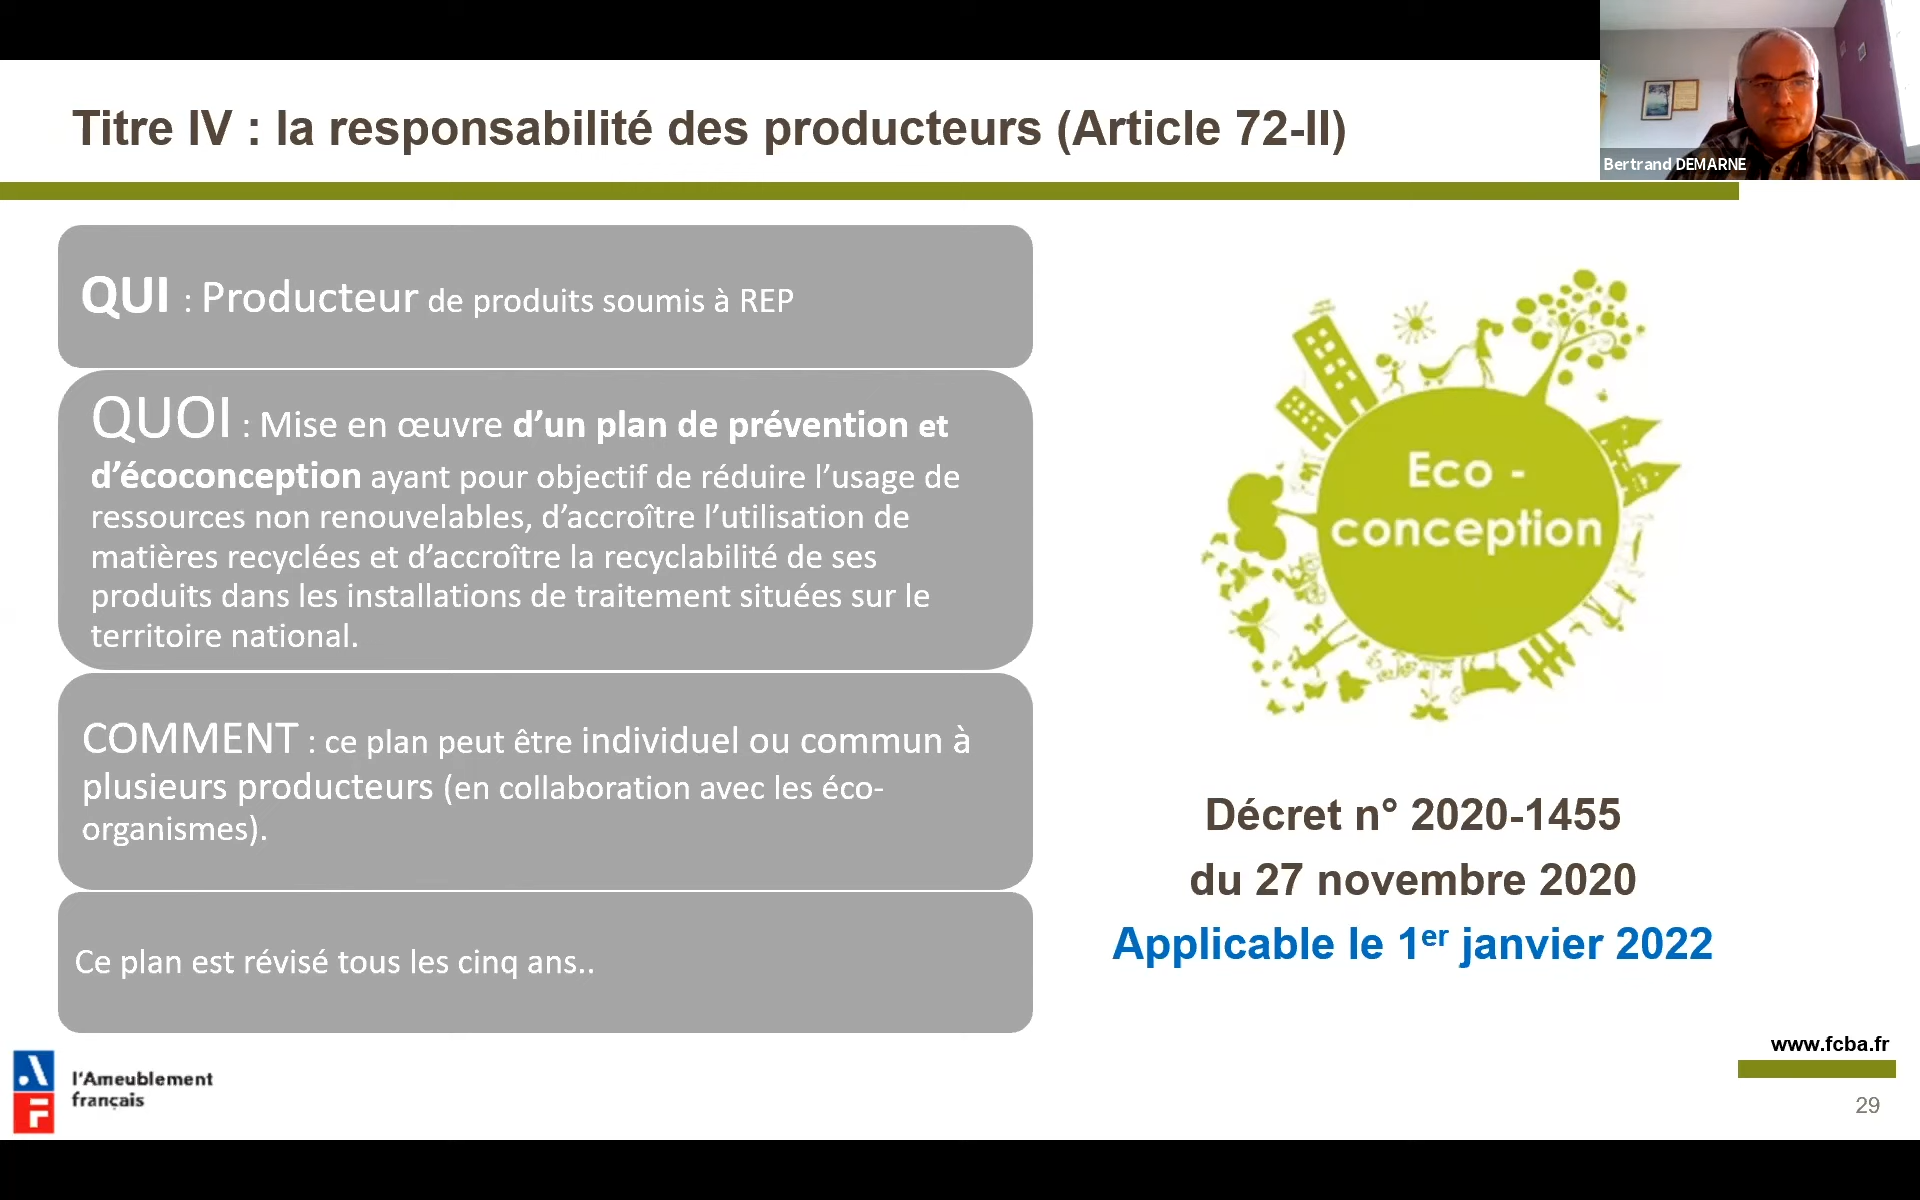 Titre IV : la responsabilité des producteurs (Article 72-II)
Bertrand DEMARNE
QUI : Producteur de produits soumis à REP
QUOI : Mise en œuvre d’un plan de prévention et
d’écoconception ayant pour objectif de réduire l’usage de
ressources non renouvelables, d’accroître l’utilisation de
matières recyclées et d’accroître la recyclabilité de ses
produits dans les installations de traitement situées sur le
territoire national.
COMMENT : ce plan peut être individuel ou commun à
plusieurs producteurs (en collaboration avec les éco-
organismes).
Ce plan est révisé tous les cinq ans..
Eco -
conception
Décret n° 2020-1455
du 27 novembre 2020
Applicable le 1er janvier 2022
www.fcba.fr
29
AF
l’Ameublement
français